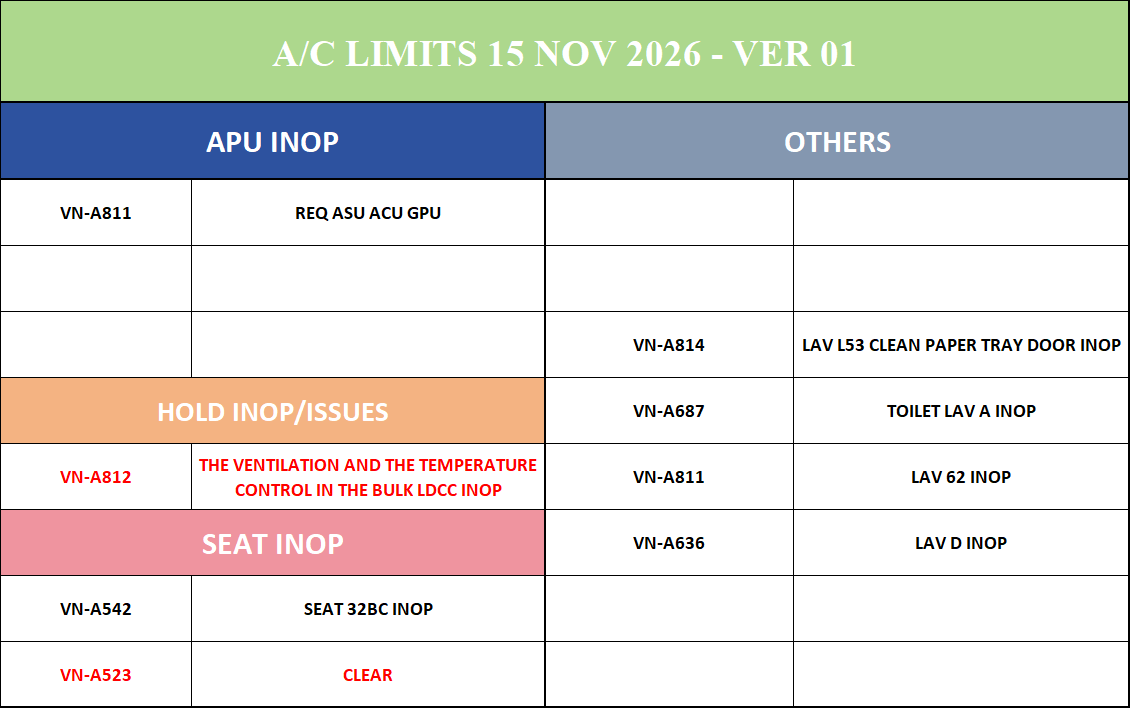 A/C LIMITS 15 NOV 2026 - VER 01
APU INOP
OTHERS
VN-A811
REQ ASU ACU GPU
VN-A814
LAV L53 CLEAN PAPER TRAY DOOR INOP
HOLD INOP/ISSUES
VN-A687
TOILET LAV A INOP
VN-A812
THE VENTILATION AND THE TEMPERATURE
CONTROL IN THE BULK LDCC INOP
VN-A811
LAV 62 INOP
SEAT INOP
VN-A636
LAV D INOP
VN-A542
SEAT 32BC INOP
VN-A523
CLEAR